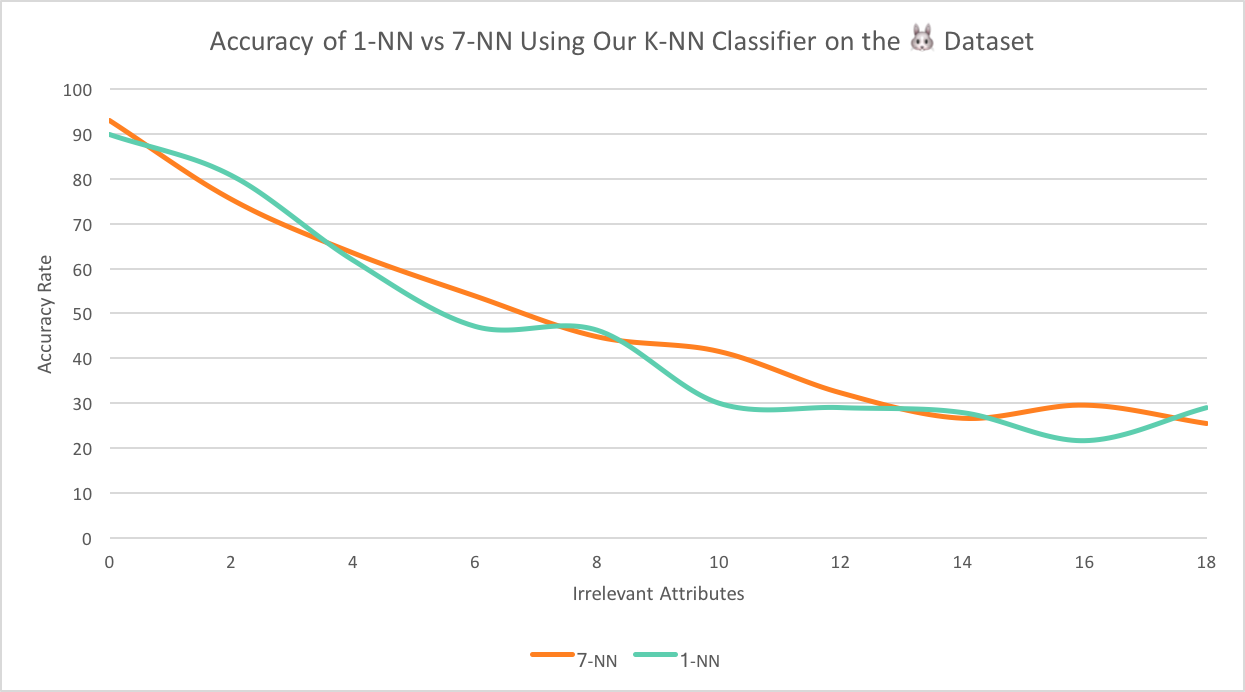 Accuracy of 1-NN vs 7-NN Using Our K-NN Classifier on the 🐰 Dataset
100
90
80
70
60
50
40
30
20
10
0
Accuracy Rate
0 2 4 6 8 10 12 14 16 18
Irrelevant Attributes
7-NN 1-NN